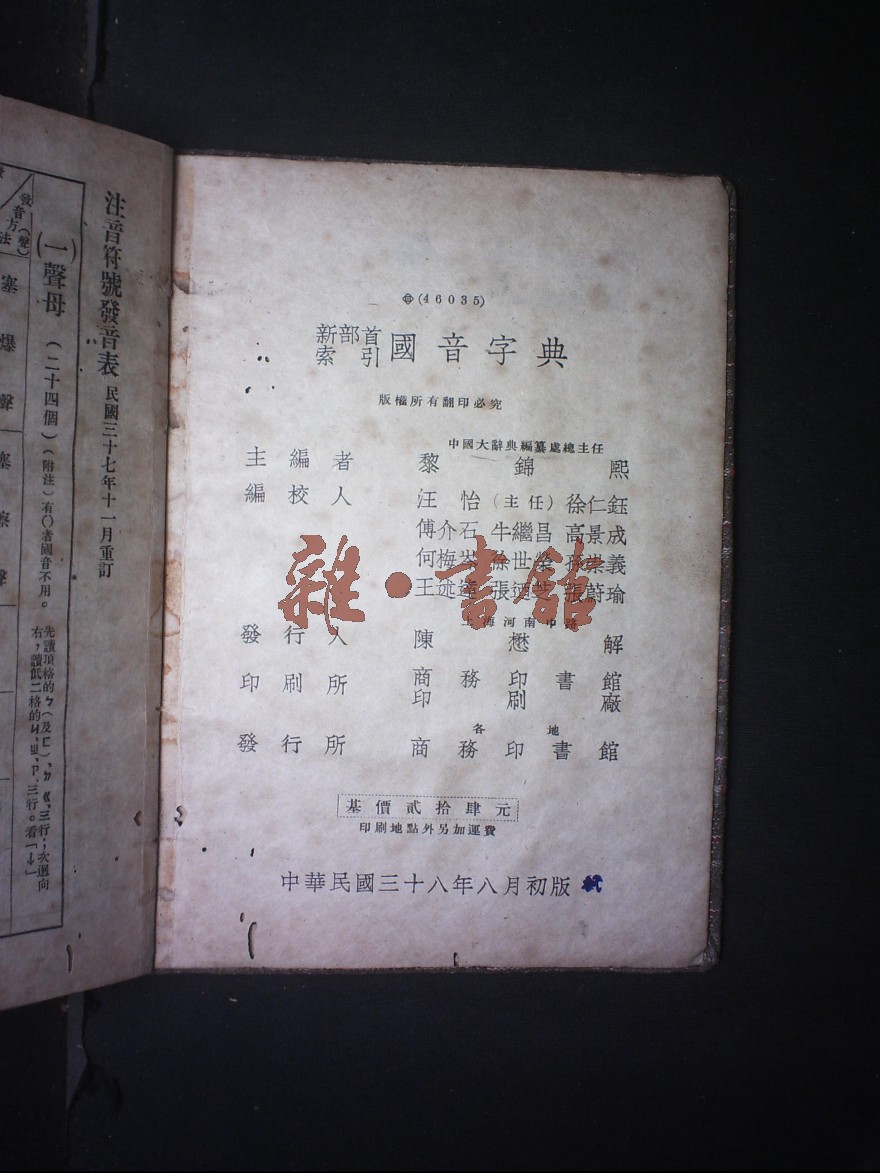 (46035)
新部首
索引
國音字典
版權所有翻印必究
中國大辭典編纂處總主任
主編者 黎錦熙
編校人 汪怡(主任)徐仁鈺
傅介石 牛繼昌 高景成
何梅岑 徐世榮 孫崇義
王述達 張迺芝 張蔚瑜
上海河南中路
發行人 陳懋解
印刷所 商務印書館
印刷廠
各地
發行所 商務印書館
基價貳拾肆元
印刷地點外另加運費
中華民國三十八年八月初版
雜·書館
注音符號發音表 民國三十七年十一月重訂
(一)聲母 (二十四個)(附注)有()者國音不用。
先讀頂格的ㄅ(及ㄈ)、ㄉ、ㄍ、三行;次迴向
右,讀低二格的ㄐ、ㄓ、ㄗ、三行。看「↓」
發音(聲)
方法
塞爆聲
塞擦聲